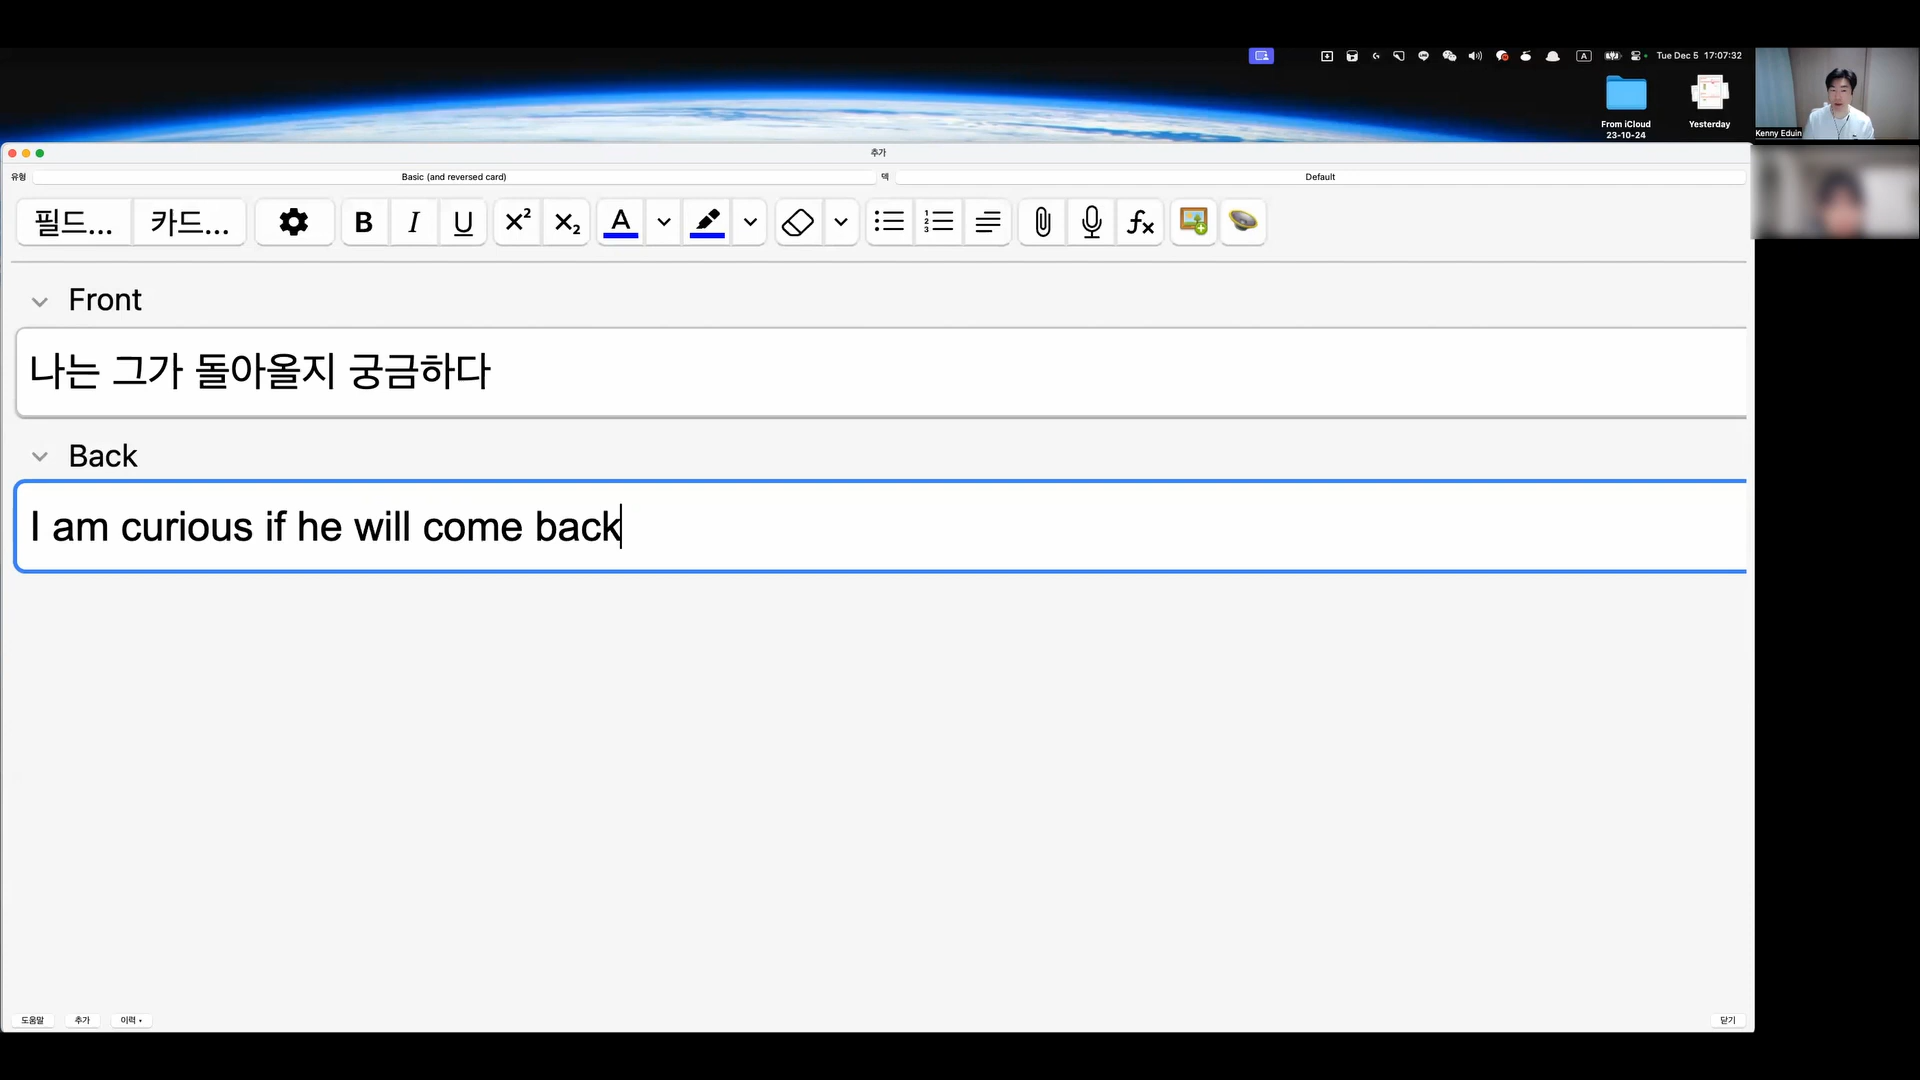 A
Tue Dec 5 17:07:32
From iCloud
23-10-24
Yesterday
Kenny Eduin
추가
유형
Basic (and reversed card)
덱
Default
필드...
카드...
B I U x² x₂ A
fx
Front
나는 그가 돌아올지 궁금하다
Back
I am curious if he will come back
도움말
추가
이력
닫기